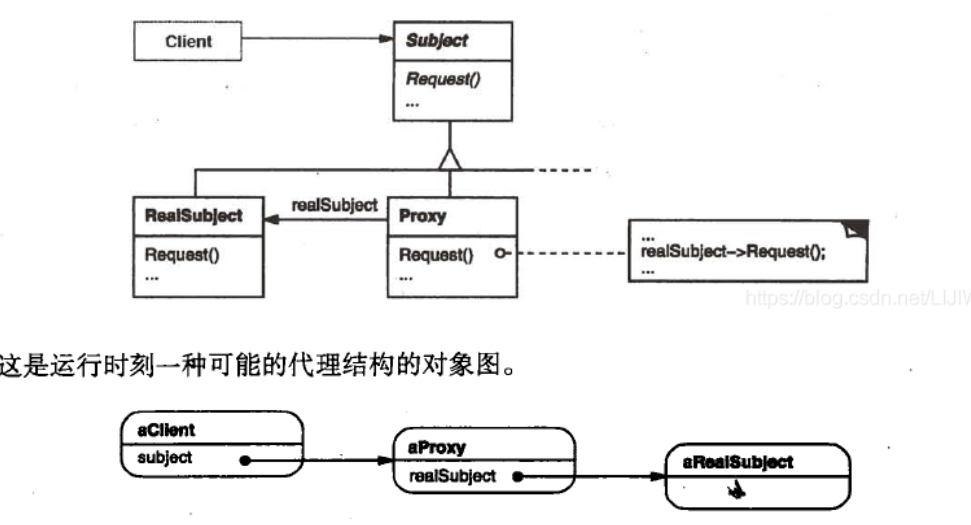 Client
Subject
Request()
...
realSubject
RealSubject
Request()
...
Proxy
Request()
...
...
realSubject->Request();
...
https://blog.csdn.net/LIJIW
这是运行时刻一种可能的代理结构的对象图。
aClient
subject
aProxy
realSubject
aRealSubject